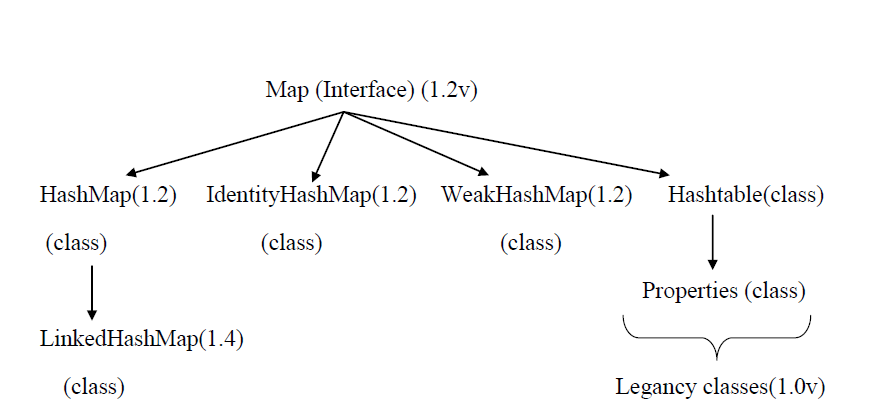 Map (Interface) (1.2v)
HashMap(1.2) IdentityHashMap(1.2) WeakHashMap(1.2) Hashtable(class)
(class) (class) (class)
Properties (class)
LinkedHashMap(1.4)
(class) Legancy classes(1.0v)